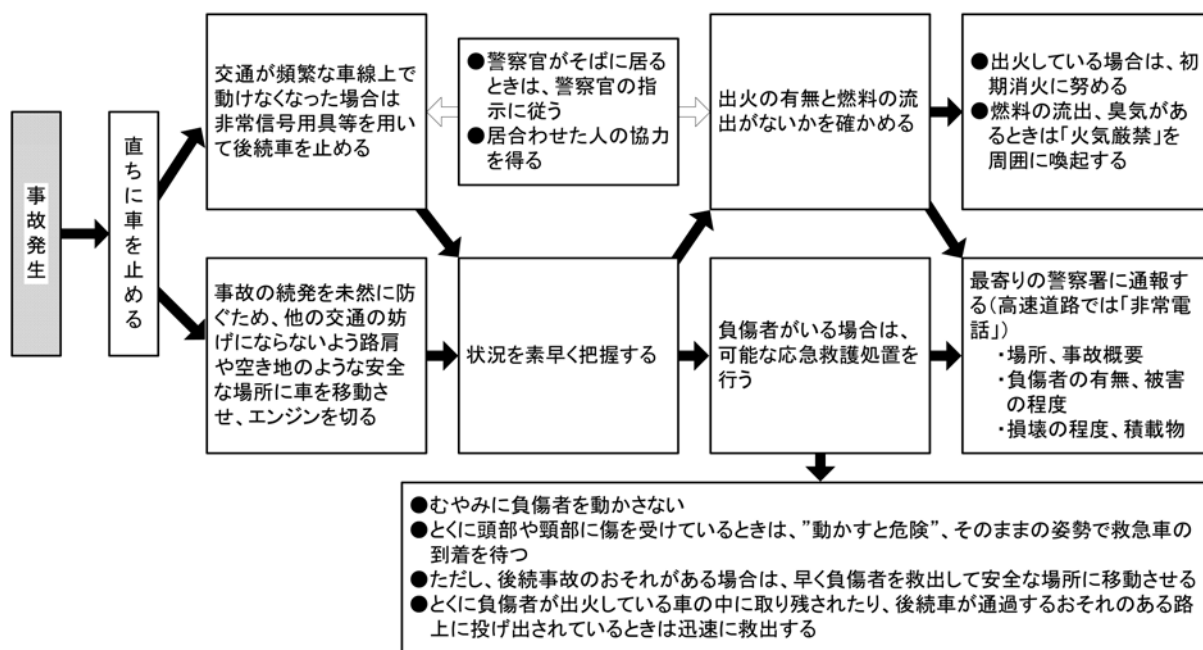 事故発生
直ちに車を止める
交通が頻繁な車線上で
動けなくなった場合は
非常信号用具等を用い
て後続車を止める
事故の続発を未然に防
ぐため、他の交通の妨
げにならないよう路肩
や空き地のような安全
な場所に車を移動さ
せ、エンジンを切る
●警察官がそばに居る
ときは、警察官の指
示に従う
●居合わせた人の協力
を得る
状況を素早く把握する
出火の有無と燃料の流
出がないかを確かめる
負傷者がいる場合は、
可能な応急救護処置を
行う
●出火している場合は、初
期消火に努める
●燃料の流出、臭気があ
るときは「火気厳禁」を
周囲に喚起する
最寄りの警察署に通報す
る(高速道路では「非常電
話」)
・場所、事故概要
・負傷者の有無、被害
の程度
・損壊の程度、積載物
●むやみに負傷者を動かさない
●とくに頭部や頸部に傷を受けているときは、”動かすと危険”、そのままの姿勢で救急車の
到着を待つ
●ただし、後続事故のおそれがある場合は、早く負傷者を救出して安全な場所に移動させる
●とくに負傷者が出火している車の中に取り残されたり、後続車が通過するおそれのある路
上に投げ出されているときは迅速に救出する